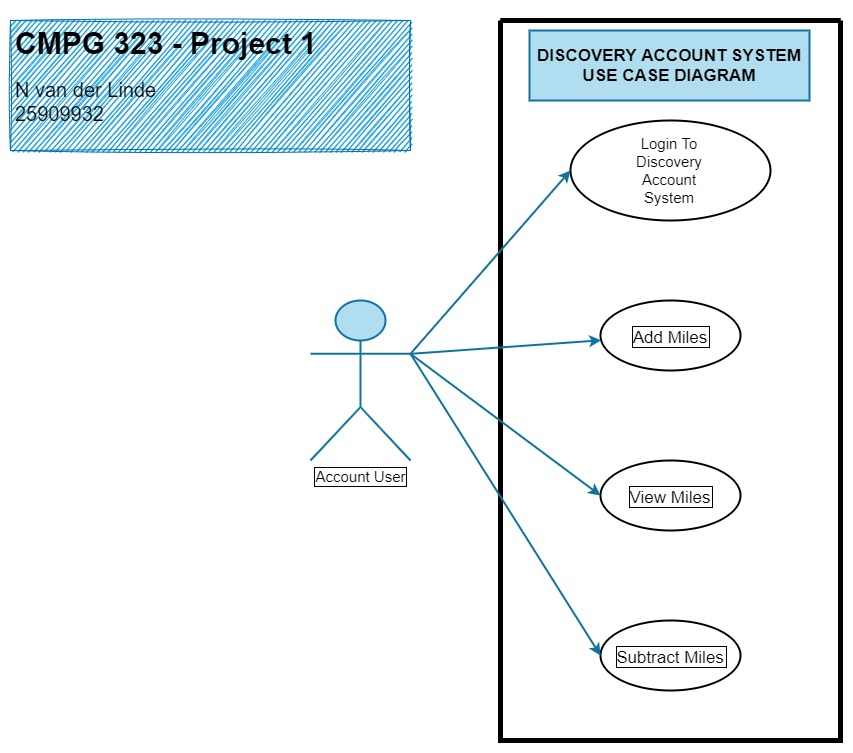 CMPG 323 - Project 1
N van der Linde
25909932
DISCOVERY ACCOUNT SYSTEM
USE CASE DIAGRAM
Login To
Discovery
Account
System
Add Miles
Account User
View Miles
Subtract Miles